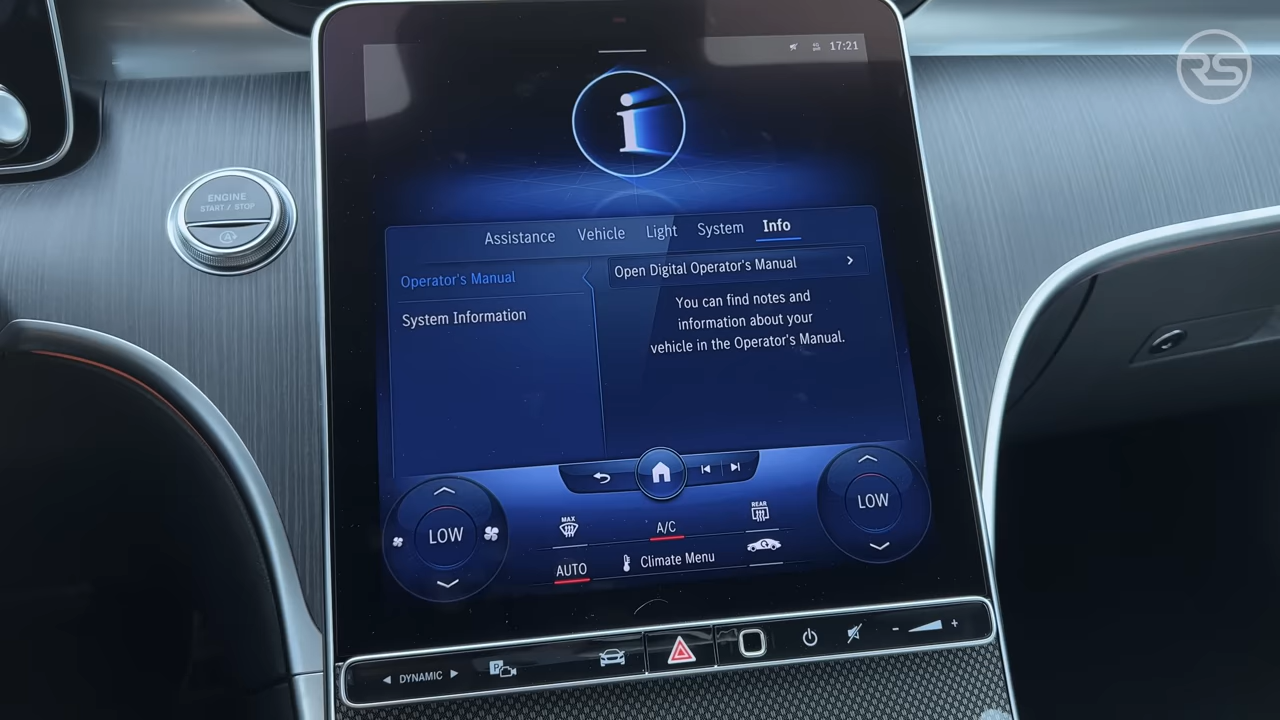 RS
17:21
i
ENGINE
START / STOP
A
Assistance Vehicle Light System Info
Operator's Manual
System Information
Open Digital Operator's Manual
You can find notes and
information about your
vehicle in the Operator's Manual.
LOW
LOW
MAX
A/C
REAR
AUTO
Climate Menu
DYNAMIC
P
- +